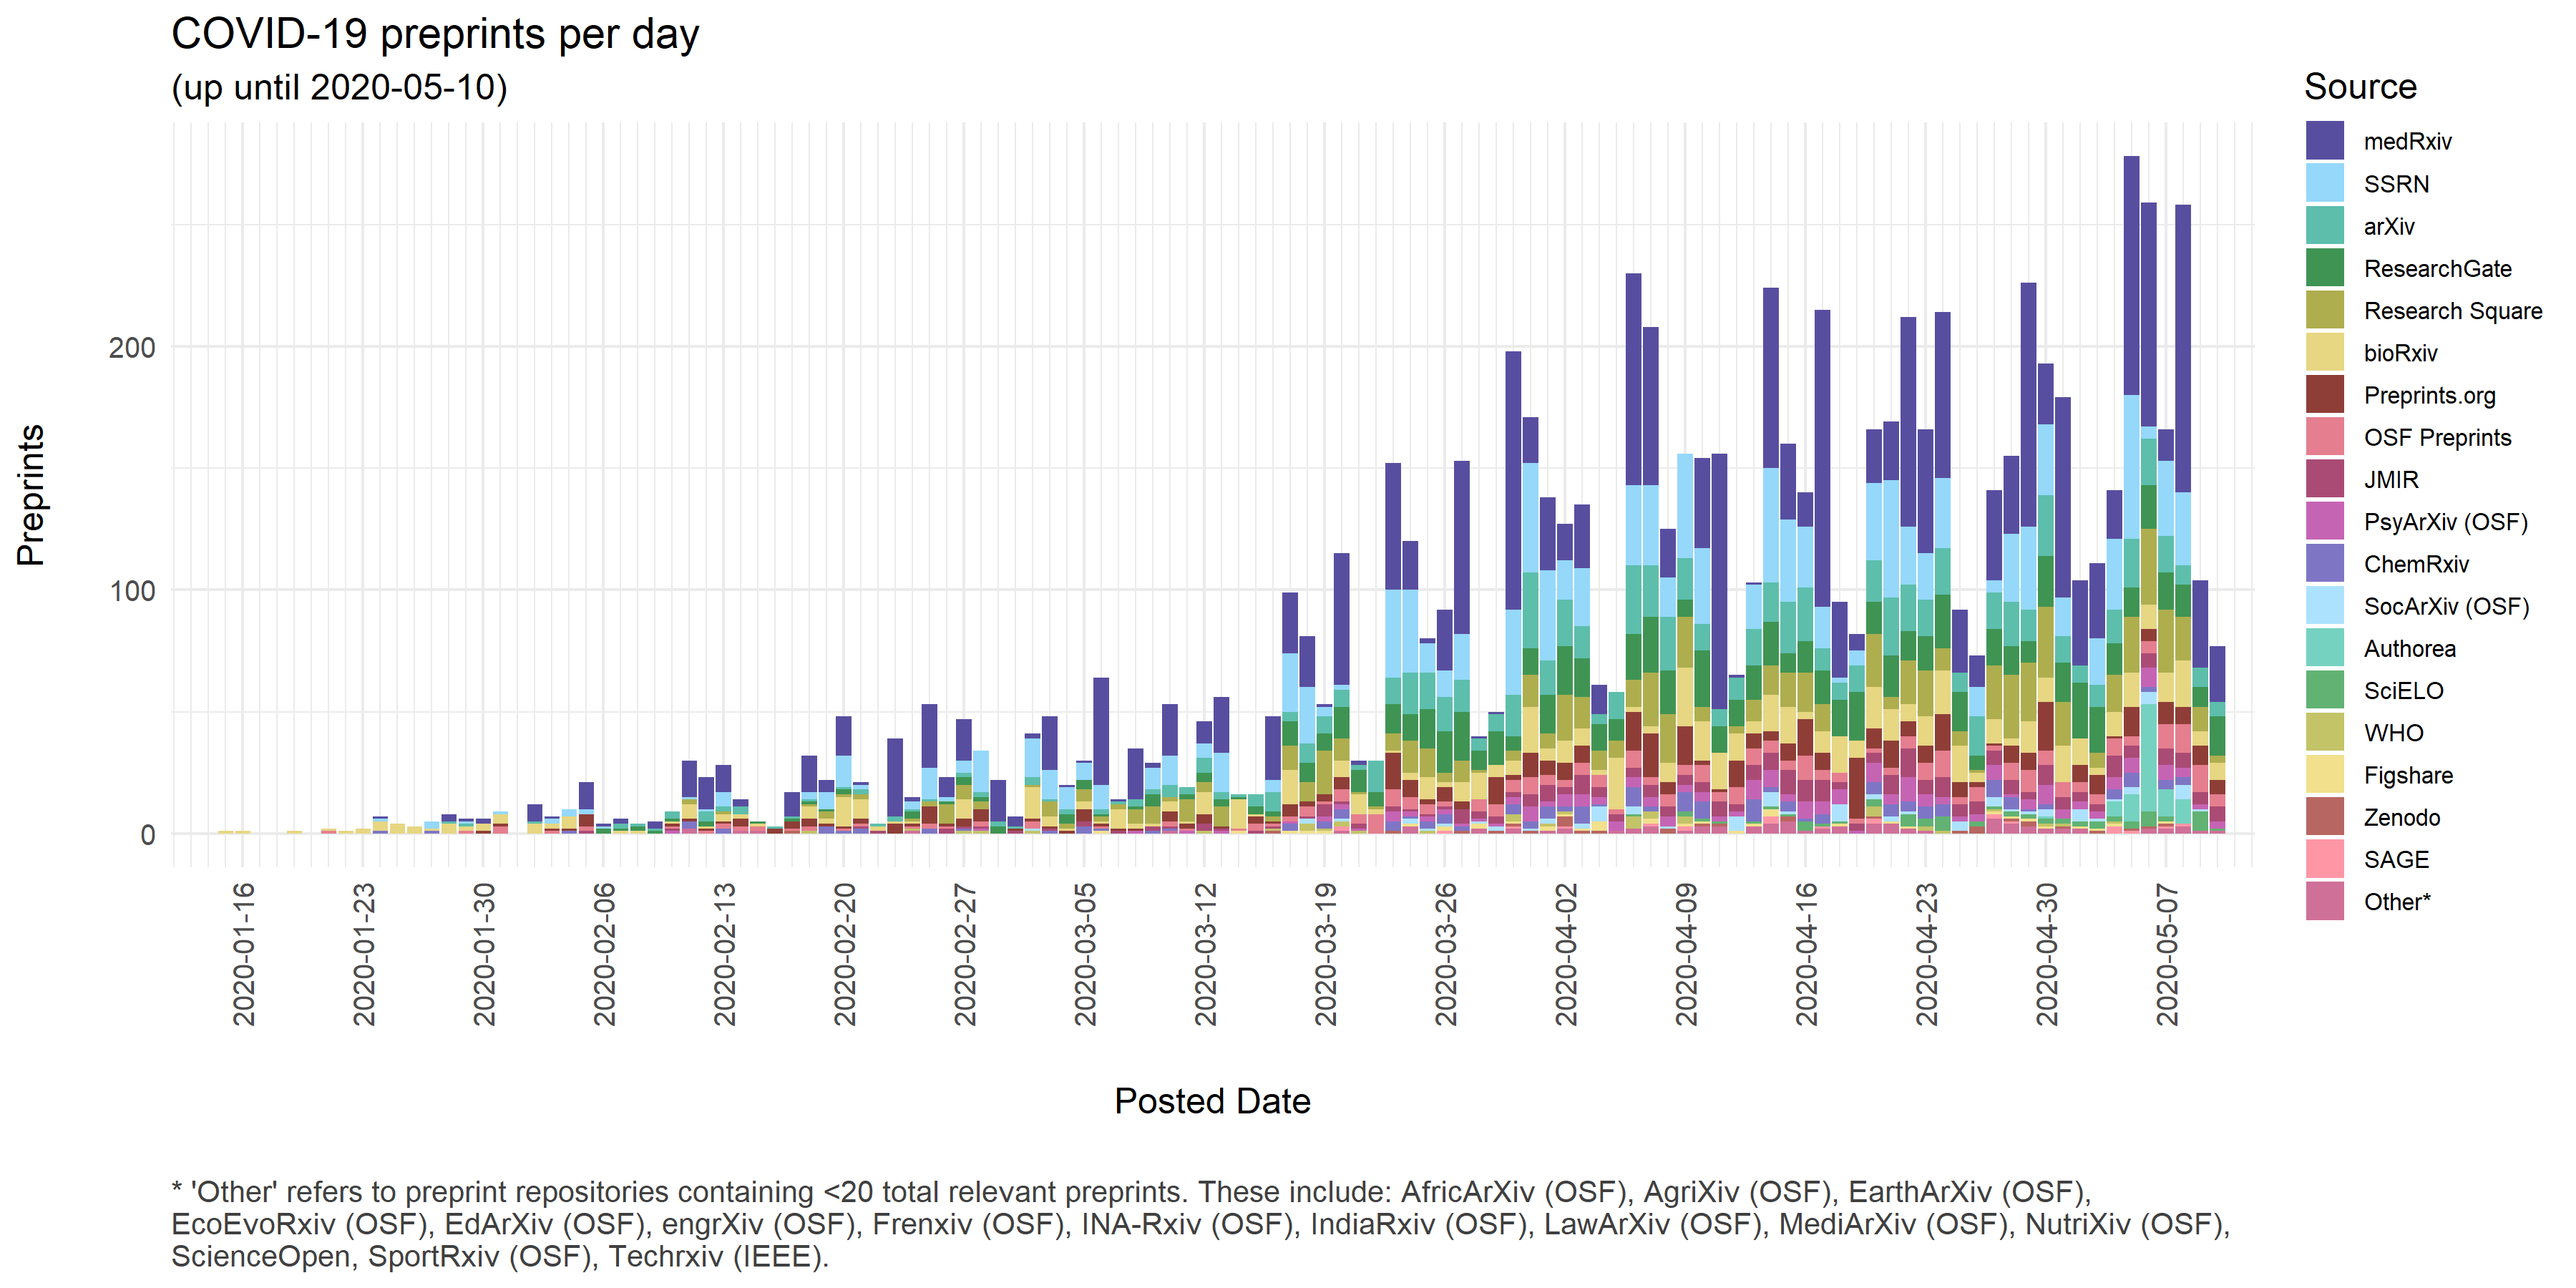 COVID-19 preprints per day
(up until 2020-05-10)
Source
medRxiv
SSRN
arXiv
ResearchGate
Research Square
bioRxiv
Preprints.org
OSF Preprints
JMIR
PsyArXiv (OSF)
ChemRxiv
SocArXiv (OSF)
Authorea
SciELO
WHO
Figshare
Zenodo
SAGE
Other*
Preprints
200
100
0
2020-01-16
2020-01-23
2020-01-30
2020-02-06
2020-02-13
2020-02-20
2020-02-27
2020-03-05
2020-03-12
2020-03-19
2020-03-26
2020-04-02
2020-04-09
2020-04-16
2020-04-23
2020-04-30
2020-05-07
Posted Date
* 'Other' refers to preprint repositories containing <20 total relevant preprints. These include: AfricArXiv (OSF), AgriXiv (OSF), EarthArXiv (OSF),
EcoEvoRxiv (OSF), EdArXiv (OSF), engrXiv (OSF), Frenxiv (OSF), INA-Rxiv (OSF), IndiaRxiv (OSF), LawArXiv (OSF), MediArXiv (OSF), NutriXiv (OSF),
ScienceOpen, SportRxiv (OSF), Techrxiv (IEEE).